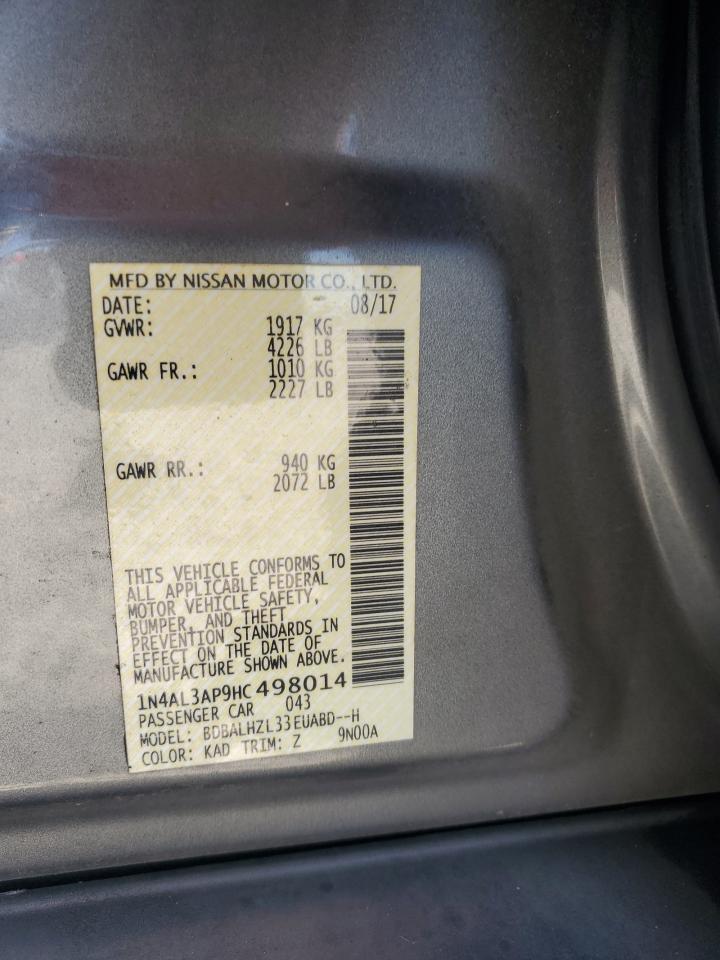 MFD BY NISSAN MOTOR CO., LTD.
DATE: 08/17
GVWR: 1917 KG
4226 LB
GAWR FR.: 1010 KG
2227 LB
GAWR RR.: 940 KG
2072 LB
THIS VEHICLE CONFORMS TO
ALL APPLICABLE FEDERAL
MOTOR VEHICLE SAFETY,
BUMPER, AND THEFT
PREVENTION STANDARDS IN
EFFECT ON THE DATE OF
MANUFACTURE SHOWN ABOVE.
1N4AL3AP9HC498014
PASSENGER CAR 043
MODEL: BDBALHZL33EUABD--H
COLOR: KAD TRIM: Z 9N00A